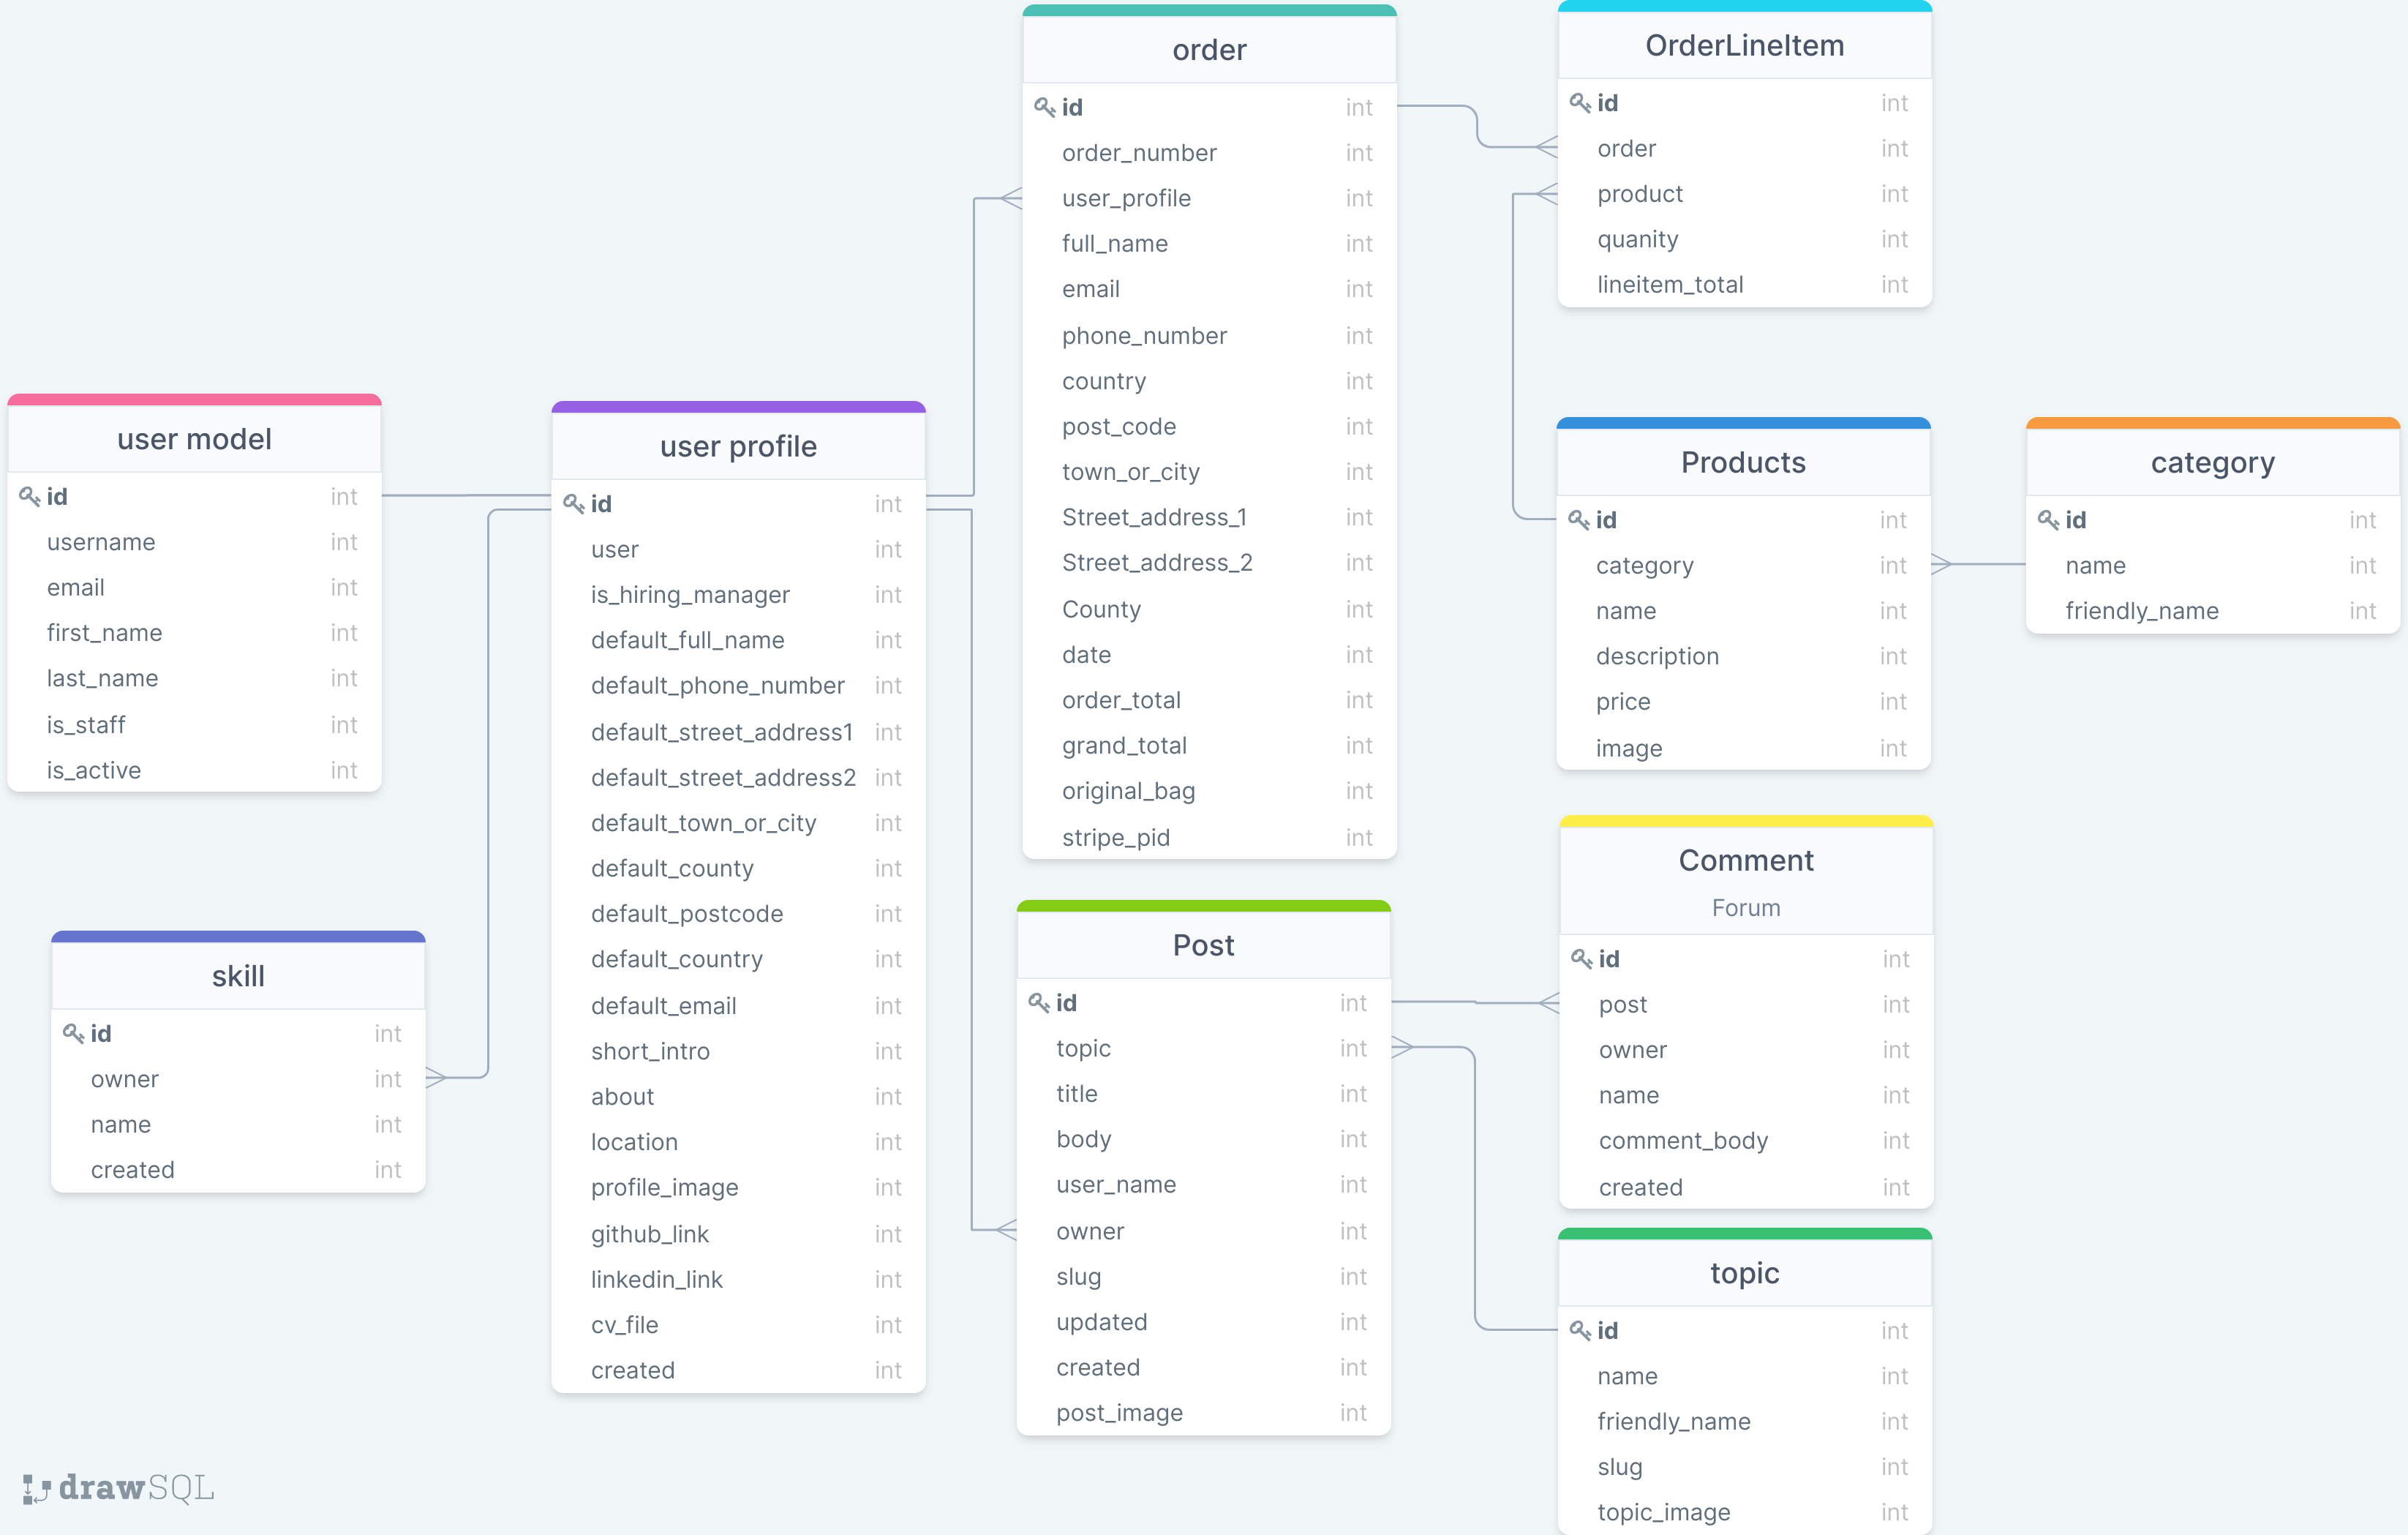 user model
id int
username int
email int
first_name int
last_name int
is_staff int
is_active int
skill
id int
owner int
name int
created int
user profile
id int
user int
is_hiring_manager int
default_full_name int
default_phone_number int
default_street_address1 int
default_street_address2 int
default_town_or_city int
default_county int
default_postcode int
default_country int
default_email int
short_intro int
about int
location int
profile_image int
github_link int
linkedin_link int
cv_file int
created int
order
id int
order_number int
user_profile int
full_name int
email int
phone_number int
country int
post_code int
town_or_city int
Street_address_1 int
Street_address_2 int
County int
date int
order_total int
grand_total int
original_bag int
stripe_pid int
Post
id int
topic int
title int
body int
user_name int
owner int
slug int
updated int
created int
post_image int
OrderLineItem
id int
order int
product int
quanity int
lineitem_total int
Products
id int
category int
name int
description int
price int
image int
category
id int
name int
friendly_name int
Comment
Forum
id int
post int
owner int
name int
comment_body int
created int
topic
id int
name int
friendly_name int
slug int
topic_image int
drawSQL